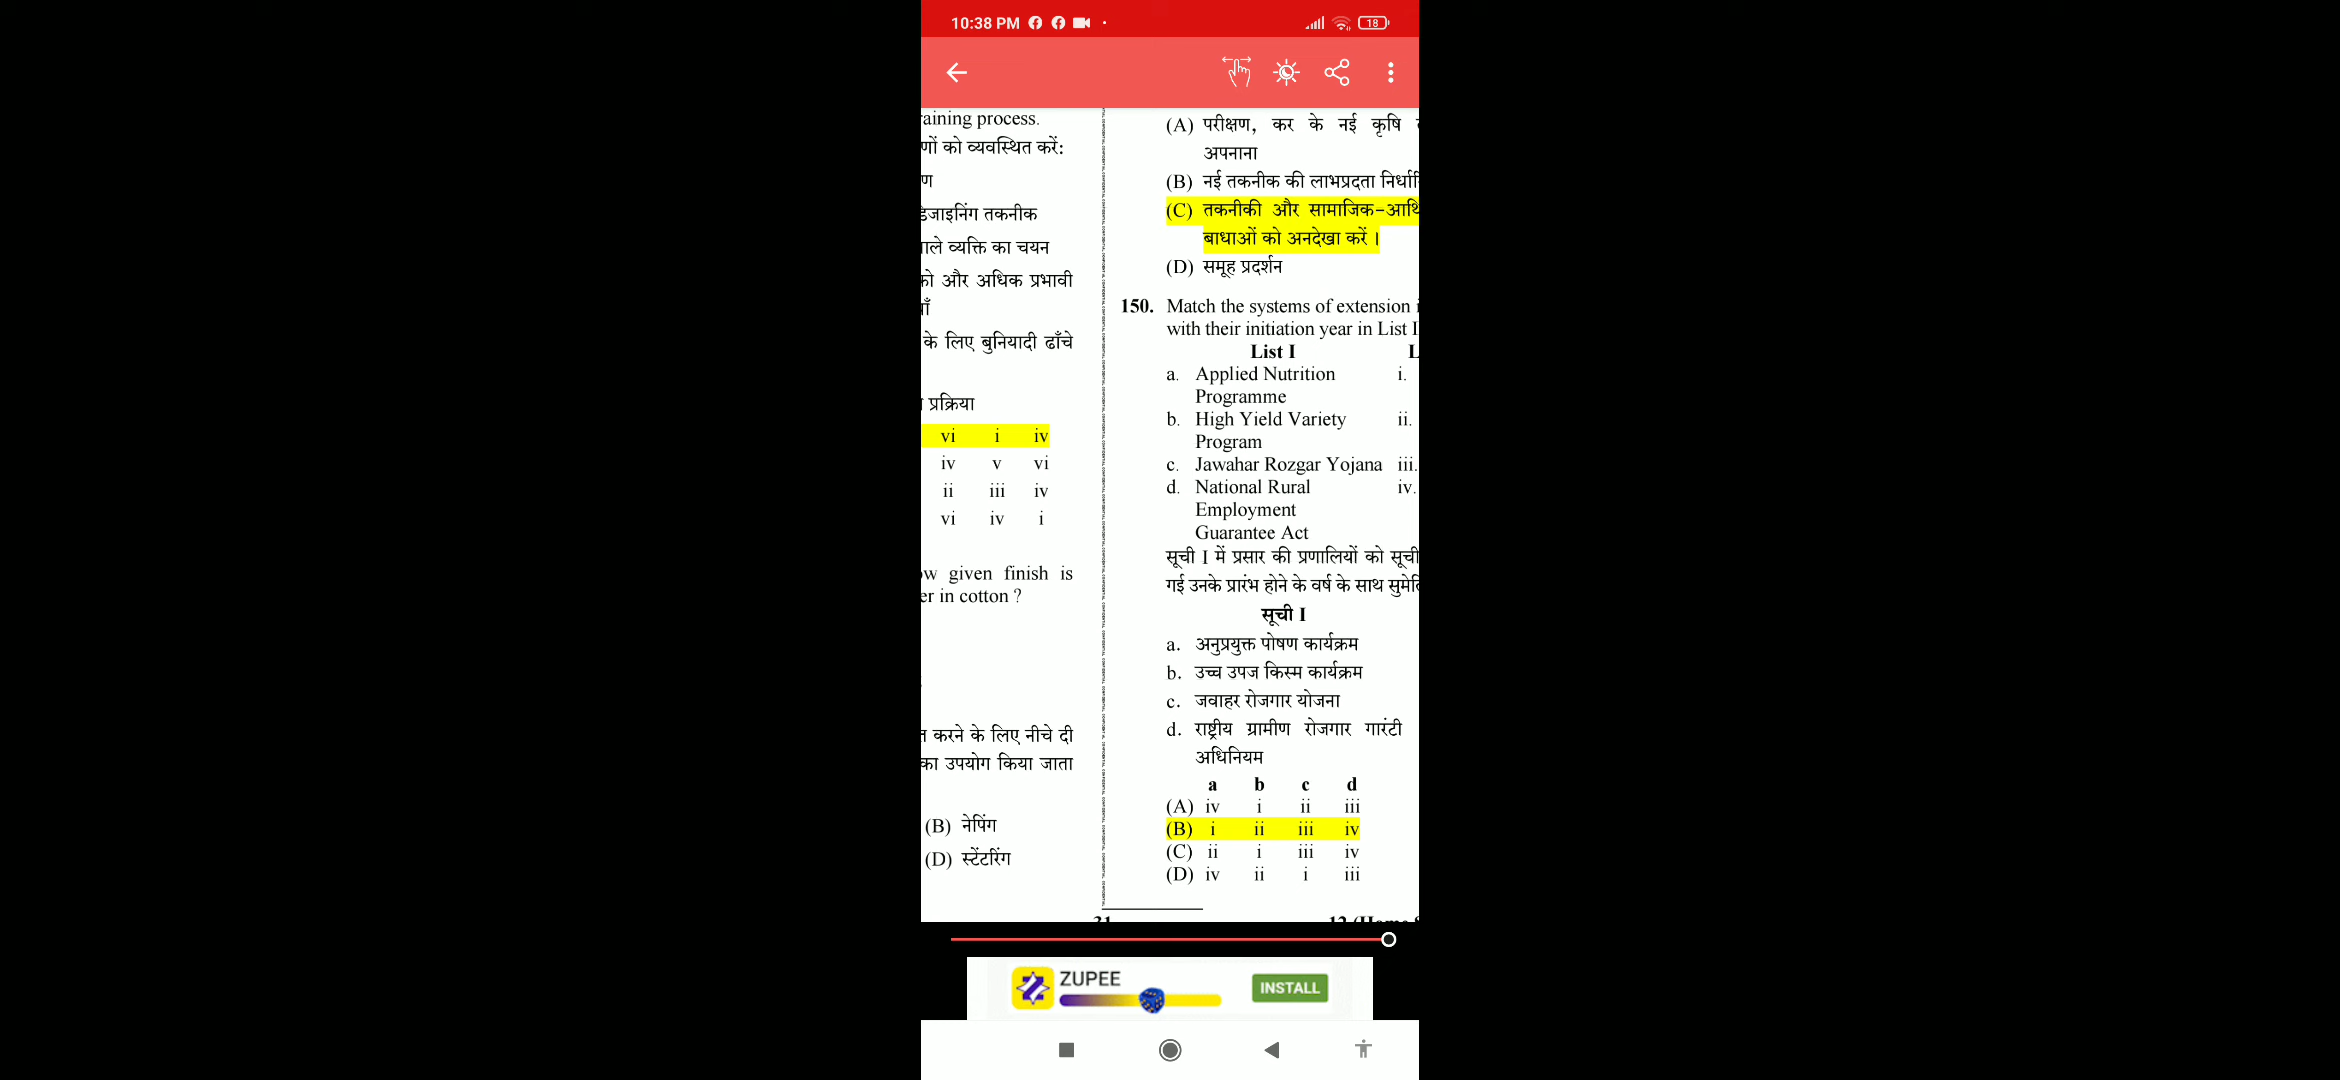 10:38 PM
18
process.
को व्यवस्थित करें:
तकनीक
व्यक्ति का चयन
और अधिक प्रभावी
के लिए बुनियादी ढाँचे
प्रक्रिया
vi i iv
iv v vi
ii iii iv
vi iv i
given finish is
in cotton ?
करने के लिए नीचे दी
का उपयोग किया जाता
(B) नेपिंग
(D) स्टेंटरिंग
(A) परीक्षण, कर के नई कृषि
अपनाना
(B) नई तकनीक की लाभप्रदता
(C) तकनीकी और
बाधाओं को अनदेखा करें ।
(D) समूह प्रदर्शन
150. Match the systems of extension
with their initiation year in List
List I
a. Applied Nutrition i.
Programme
b. High Yield Variety ii.
Program
c. Jawahar Rozgar Yojana iii.
d. National Rural iv.
Employment
Guarantee Act
सूची I में प्रसार की प्रणालियों को सूची
गई उनके प्रारंभ होने के वर्ष के साथ
सूची I
a. अनुप्रयुक्त पोषण कार्यक्रम
b. उच्च उपज किस्म कार्यक्रम
c. जवाहर रोजगार योजना
d. राष्ट्रीय ग्रामीण रोजगार गारंटी
अधिनियम
a b c d
(A) iv i ii iii
(B) i ii iii iv
(C) ii i iii iv
(D) iv ii i iii
ZUPEE
INSTALL